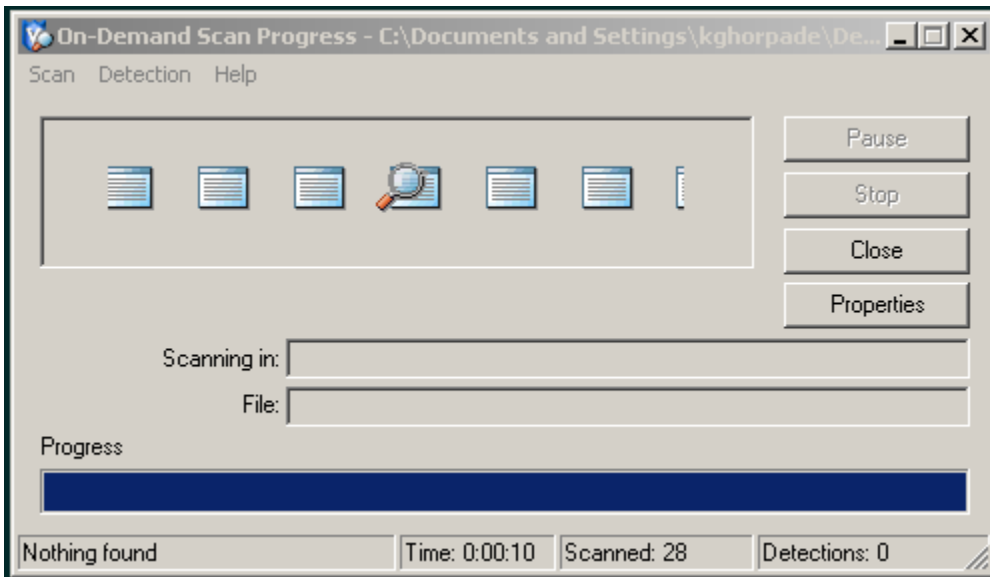 On-Demand Scan Progress - C:\Documents and Settings\kghorpade\De...
Scan Detection Help
Pause
Stop
Close
Properties
Scanning in:
File:
Progress
Nothing found Time: 0:00:10 Scanned: 28 Detections: 0